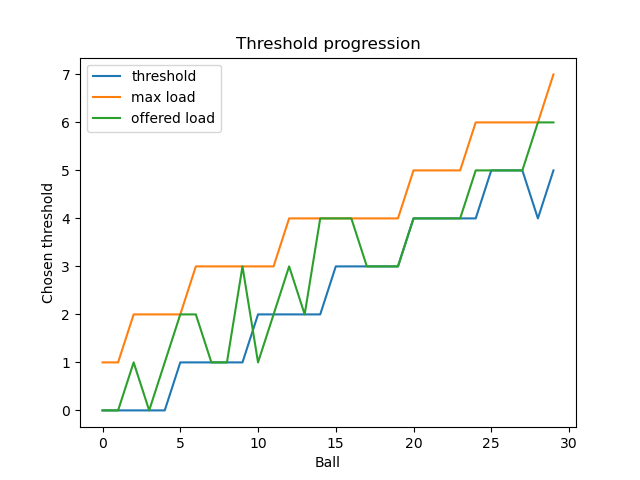 Threshold progression
threshold
max load
offered load
Chosen threshold
7
6
5
4
3
2
1
0
0 5 10 15 20 25 30
Ball